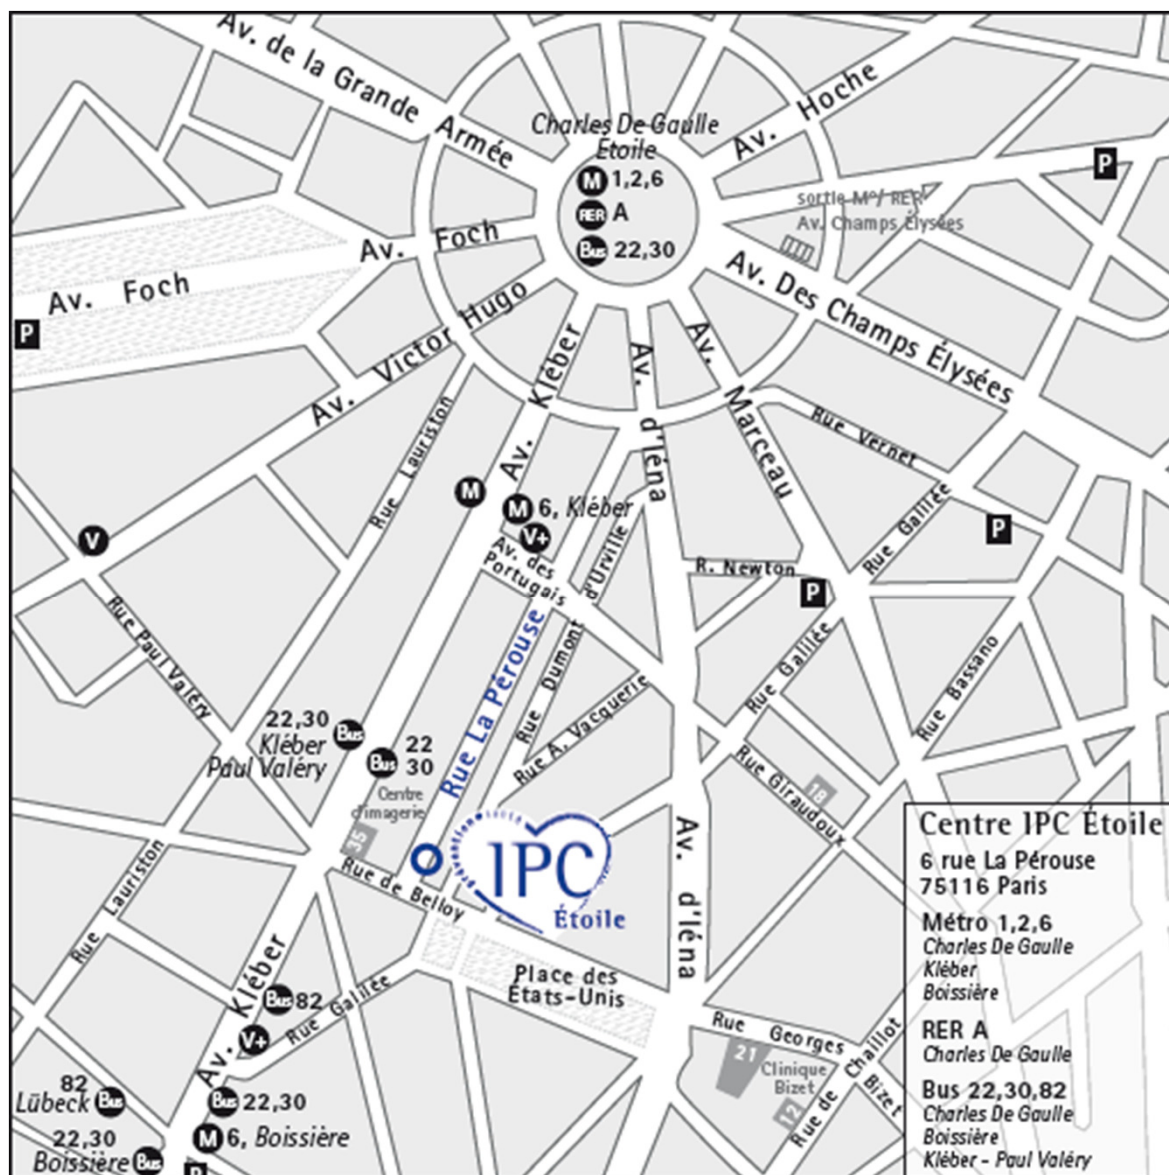 Av. de la Grande Armée
Charles De Gaulle
Étoile
M 1,2,6
RER A
Bus 22,30
Av. Hoche
P
sortie M°/ RER
Av. Champs Élysées
Av. Foch
Av. Foch
P
Av. Victor Hugo
Av. Kléber
Av. d'Iéna
Av. Marceau
Av. Des Champs Élysées
Rue Vernet
Rue Lauriston
M
M 6, Kléber
V+
V
Av. des
Portugais
Rue Galilée
P
R. Newton
P
Rue Paul Valéry
Rue La Pérouse
Rue Dumont d'Urville
Rue A. Vacquerie
Rue Galilée
Rue Bassano
22,30 Bus
Kléber
Paul Valéry
Bus 22
30
Centre
d'imagerie
35
Rue Giraudoux
18
Rue de Belloy
prévention santé
IPC
Étoile
Av. d'Iéna
Rue Lauriston
Place des
États-Unis
Av. Kléber
Bus 82
Rue Galilée
V+
Rue Georges Bizet
21
Clinique
Bizet
12
Rue de Chaillot
82
Lübeck Bus
Bus 22,30
M 6, Boissière
22,30
Boissière Bus
P
Centre IPC Étoile
6 rue La Pérouse
75116 Paris
Métro 1,2,6
Charles De Gaulle
Kléber
Boissière
RER A
Charles De Gaulle
Bus 22,30,82
Charles De Gaulle
Boissière
Kléber - Paul Valéry